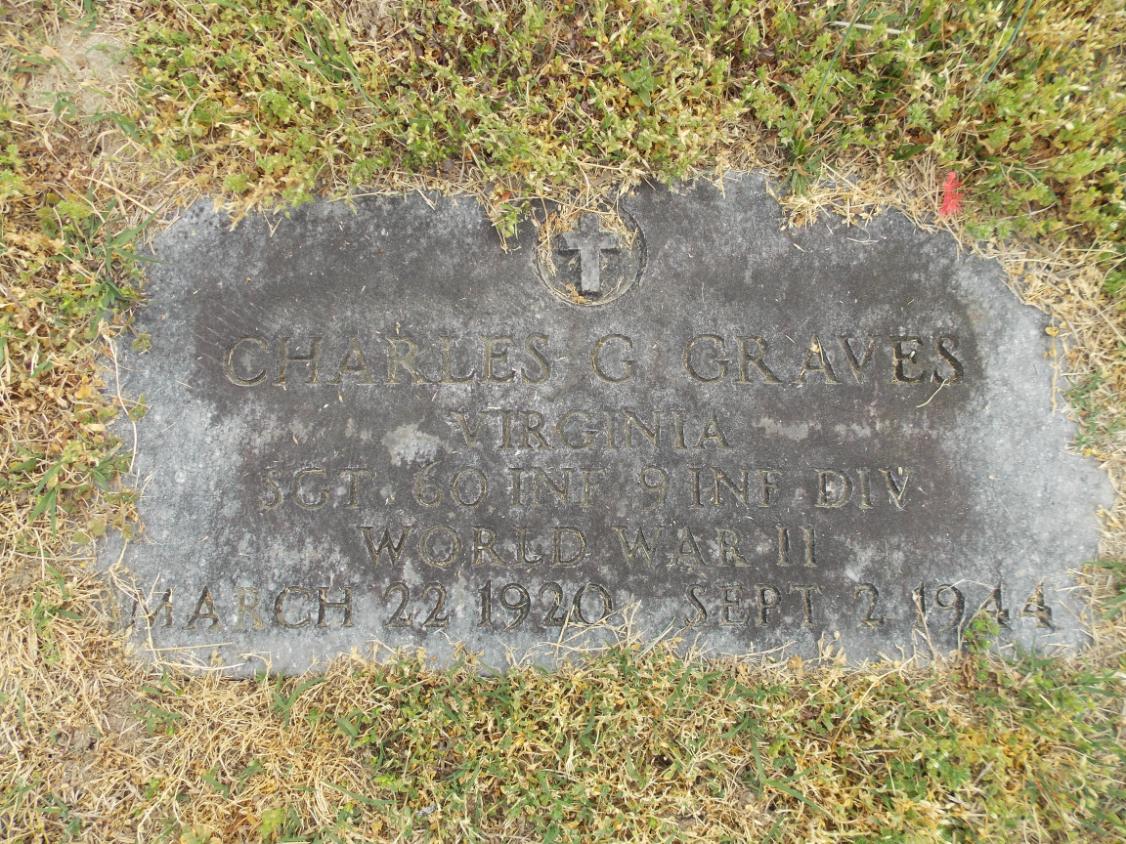 CHARLES G GRAVES
VIRGINIA
SGT 60 INF 9 INF DIV
WORLD WAR II
MARCH 22 1920 SEPT 2 1944